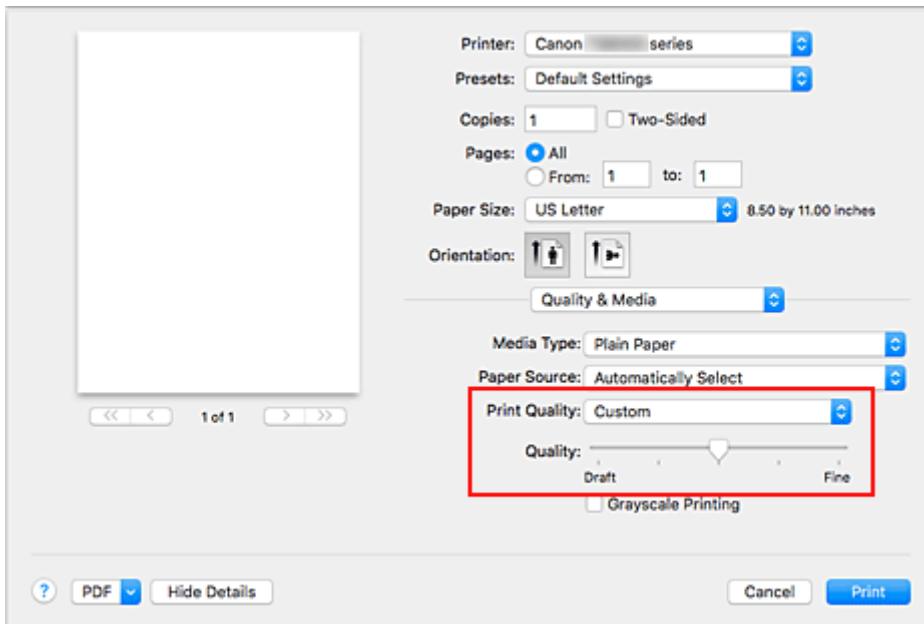 Printer: Canon series
Presets: Default Settings
Copies: 1 Two-Sided
Pages: All
From: 1 to: 1
Paper Size: US Letter 8.50 by 11.00 inches
Orientation:
Quality & Media
Media Type: Plain Paper
Paper Source: Automatically Select
Print Quality: Custom
Quality:
Draft Fine
Grayscale Printing
<< < 1 of 1 > >>
? PDF Hide Details Cancel Print